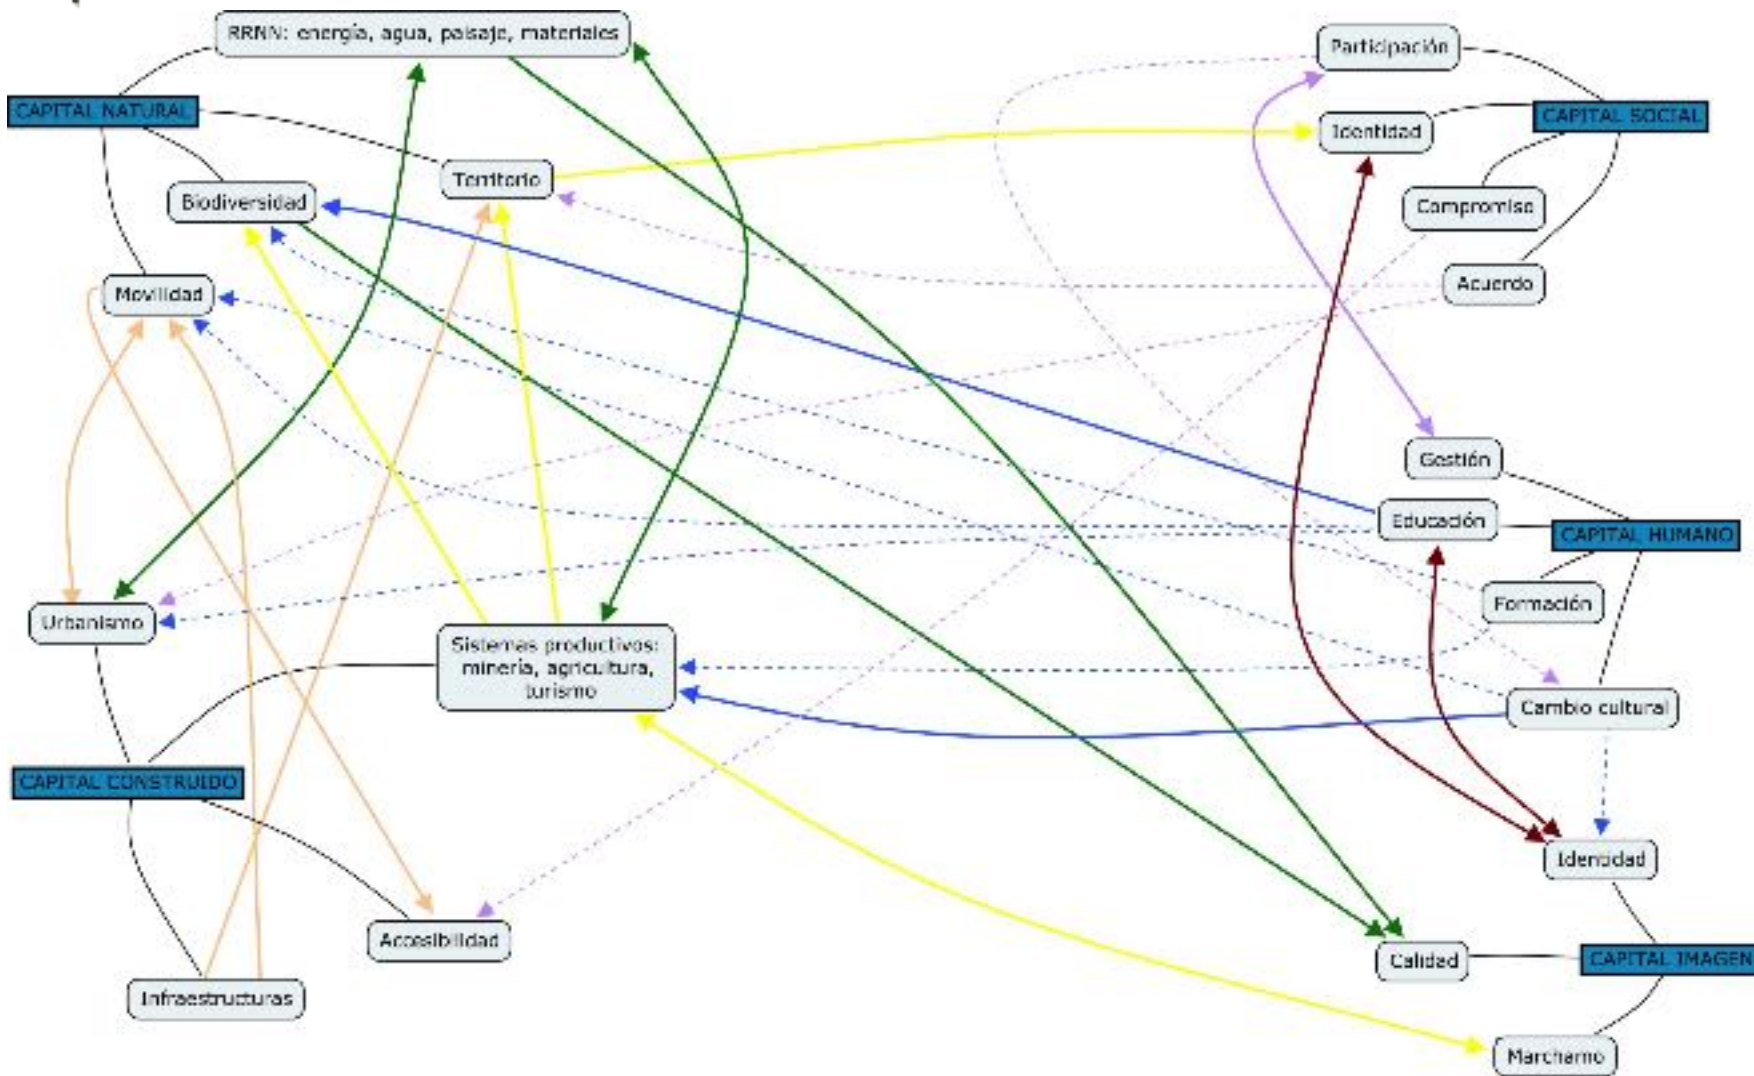 RRNN: energía, agua, paisaje, materiales
Participación
CAPITAL NATURAL
CAPITAL SOCIAL
Identidad
Territorio
Biodiversidad
Compromiso
Acuerdo
Movilidad
Gestión
Educación
CAPITAL HUMANO
Formación
Urbanismo
Sistemas productivos:
minería, agricultura,
turismo
Cambio cultural
CAPITAL CONSTRUIDO
Identidad
Accesibilidad
Calidad
CAPITAL IMAGEN
Infraestructuras
Marchamo